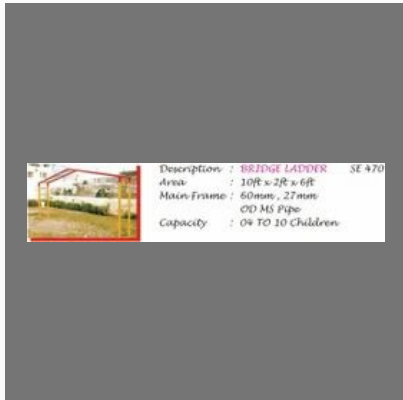 Description : BRIDGE LADDER SE 470
Area : 10ft x 2ft x 6ft
Main Frame : 60mm, 27mm
OD MS Pipe
Capacity : 04 TO 10 Children